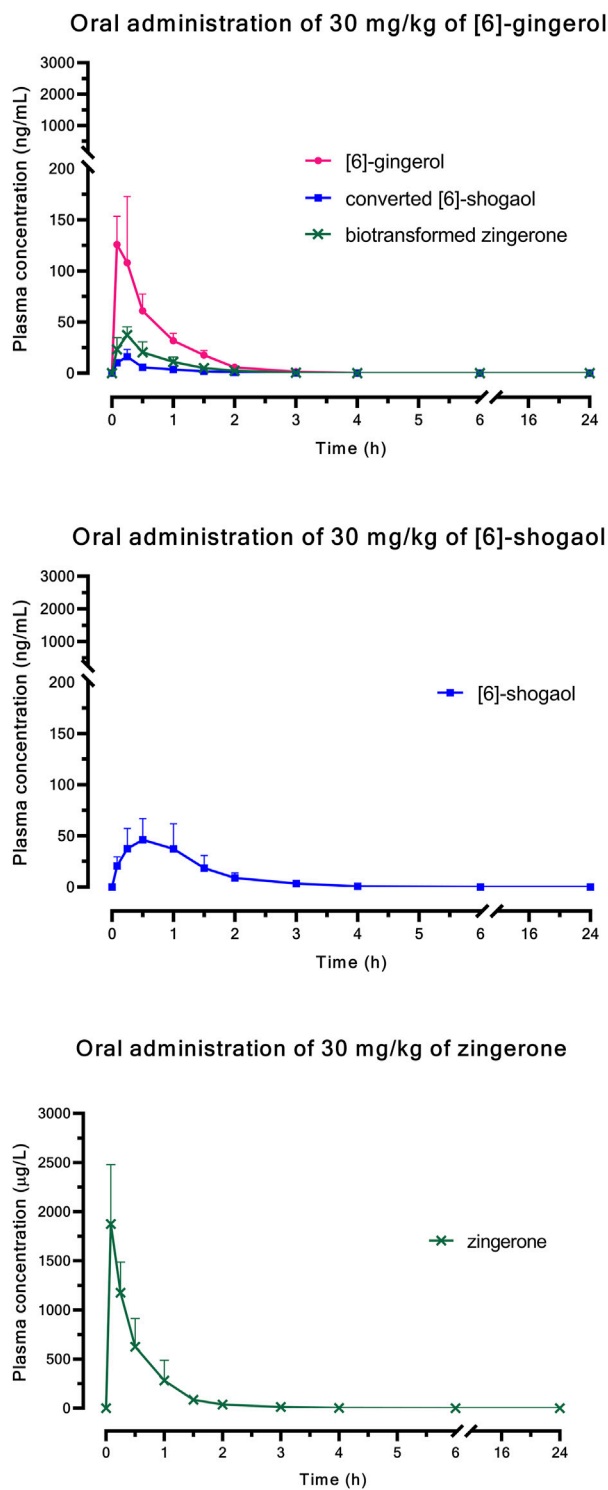 Oral administration of 30 mg/kg of [6]-gingerol
Plasma concentration (ng/mL)
3000
2000
1000
200
150
100
50
0
[6]-gingerol
converted [6]-shogaol
biotransformed zingerone
0 1 2 3 4 5 6 16 24
Time (h)
Oral administration of 30 mg/kg of [6]-shogaol
Plasma concentration (ng/mL)
3000
2000
1000
200
150
100
50
0
[6]-shogaol
0 1 2 3 4 5 6 16 24
Time (h)
Oral administration of 30 mg/kg of zingerone
Plasma concentration (µg/L)
3000
2500
2000
1500
1000
500
0
zingerone
0 1 2 3 4 5 6 16 24
Time (h)